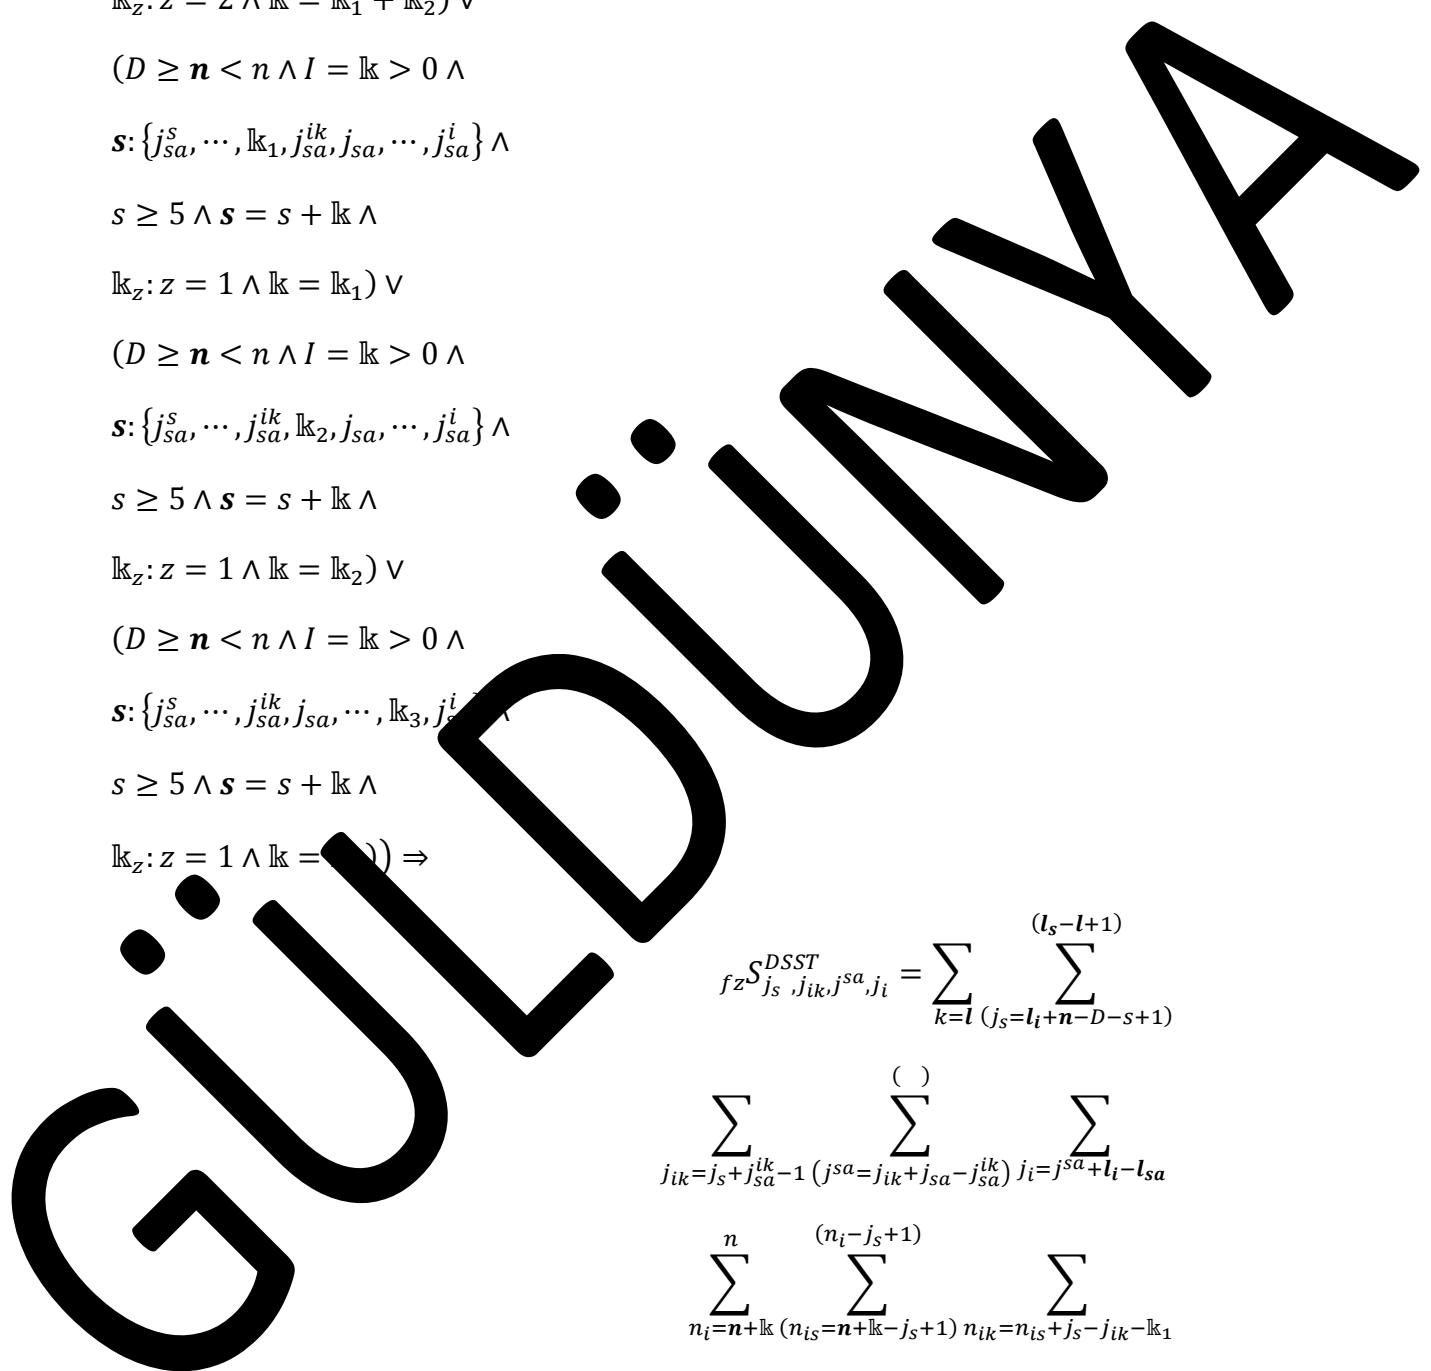 𝕜_z: z = 2 ∧ 𝕜 = 𝕜_1 + 𝕜_2) ∨
(D ≥ 𝒏 < n ∧ I = 𝕜 > 0 ∧
𝒔: {j_{sa}^{s}, ⋯ , 𝕜_1, j_{sa}^{ik}, j_{sa}, ⋯ , j_{sa}^{i}} ∧
s ≥ 5 ∧ 𝒔 = s + 𝕜 ∧
𝕜_z: z = 1 ∧ 𝕜 = 𝕜_1) ∨
(D ≥ 𝒏 < n ∧ I = 𝕜 > 0 ∧
𝒔: {j_{sa}^{s}, ⋯ , j_{sa}^{ik}, 𝕜_2, j_{sa}, ⋯ , j_{sa}^{i}} ∧
s ≥ 5 ∧ 𝒔 = s + 𝕜 ∧
𝕜_z: z = 1 ∧ 𝕜 = 𝕜_2) ∨
(D ≥ 𝒏 < n ∧ I = 𝕜 > 0 ∧
𝒔: {j_{sa}^{s}, ⋯ , j_{sa}^{ik}, j_{sa}, ⋯ , 𝕜_3, j^{i} ∧
s ≥ 5 ∧ 𝒔 = s + 𝕜 ∧
𝕜_z: z = 1 ∧ 𝕜 = )) ⇒
_{fz}S_{j_s ,j_{ik},j^{sa},j_i}^{DSST} = ∑_{k=𝒍} ∑_{(j_s=𝒍_𝒊+𝒏−D−s+1)}^{(𝒍_𝒔−𝒍+1)}
∑_{j_{ik}=j_s+j_{sa}^{ik}−1} ∑_{(j^{sa}=j_{ik}+j_{sa}−j_{sa}^{ik})}^{( )} ∑_{j_i=j^{sa}+𝒍_𝒊−𝒍_{𝒔𝒂}}
∑_{n_i=𝒏+𝕜}^{n} ∑_{(n_{is}=𝒏+𝕜−j_s+1)}^{(n_i−j_s+1)} ∑_{n_{ik}=n_{is}+j_s−j_{ik}−𝕜_1}
GÜLDÜNYA